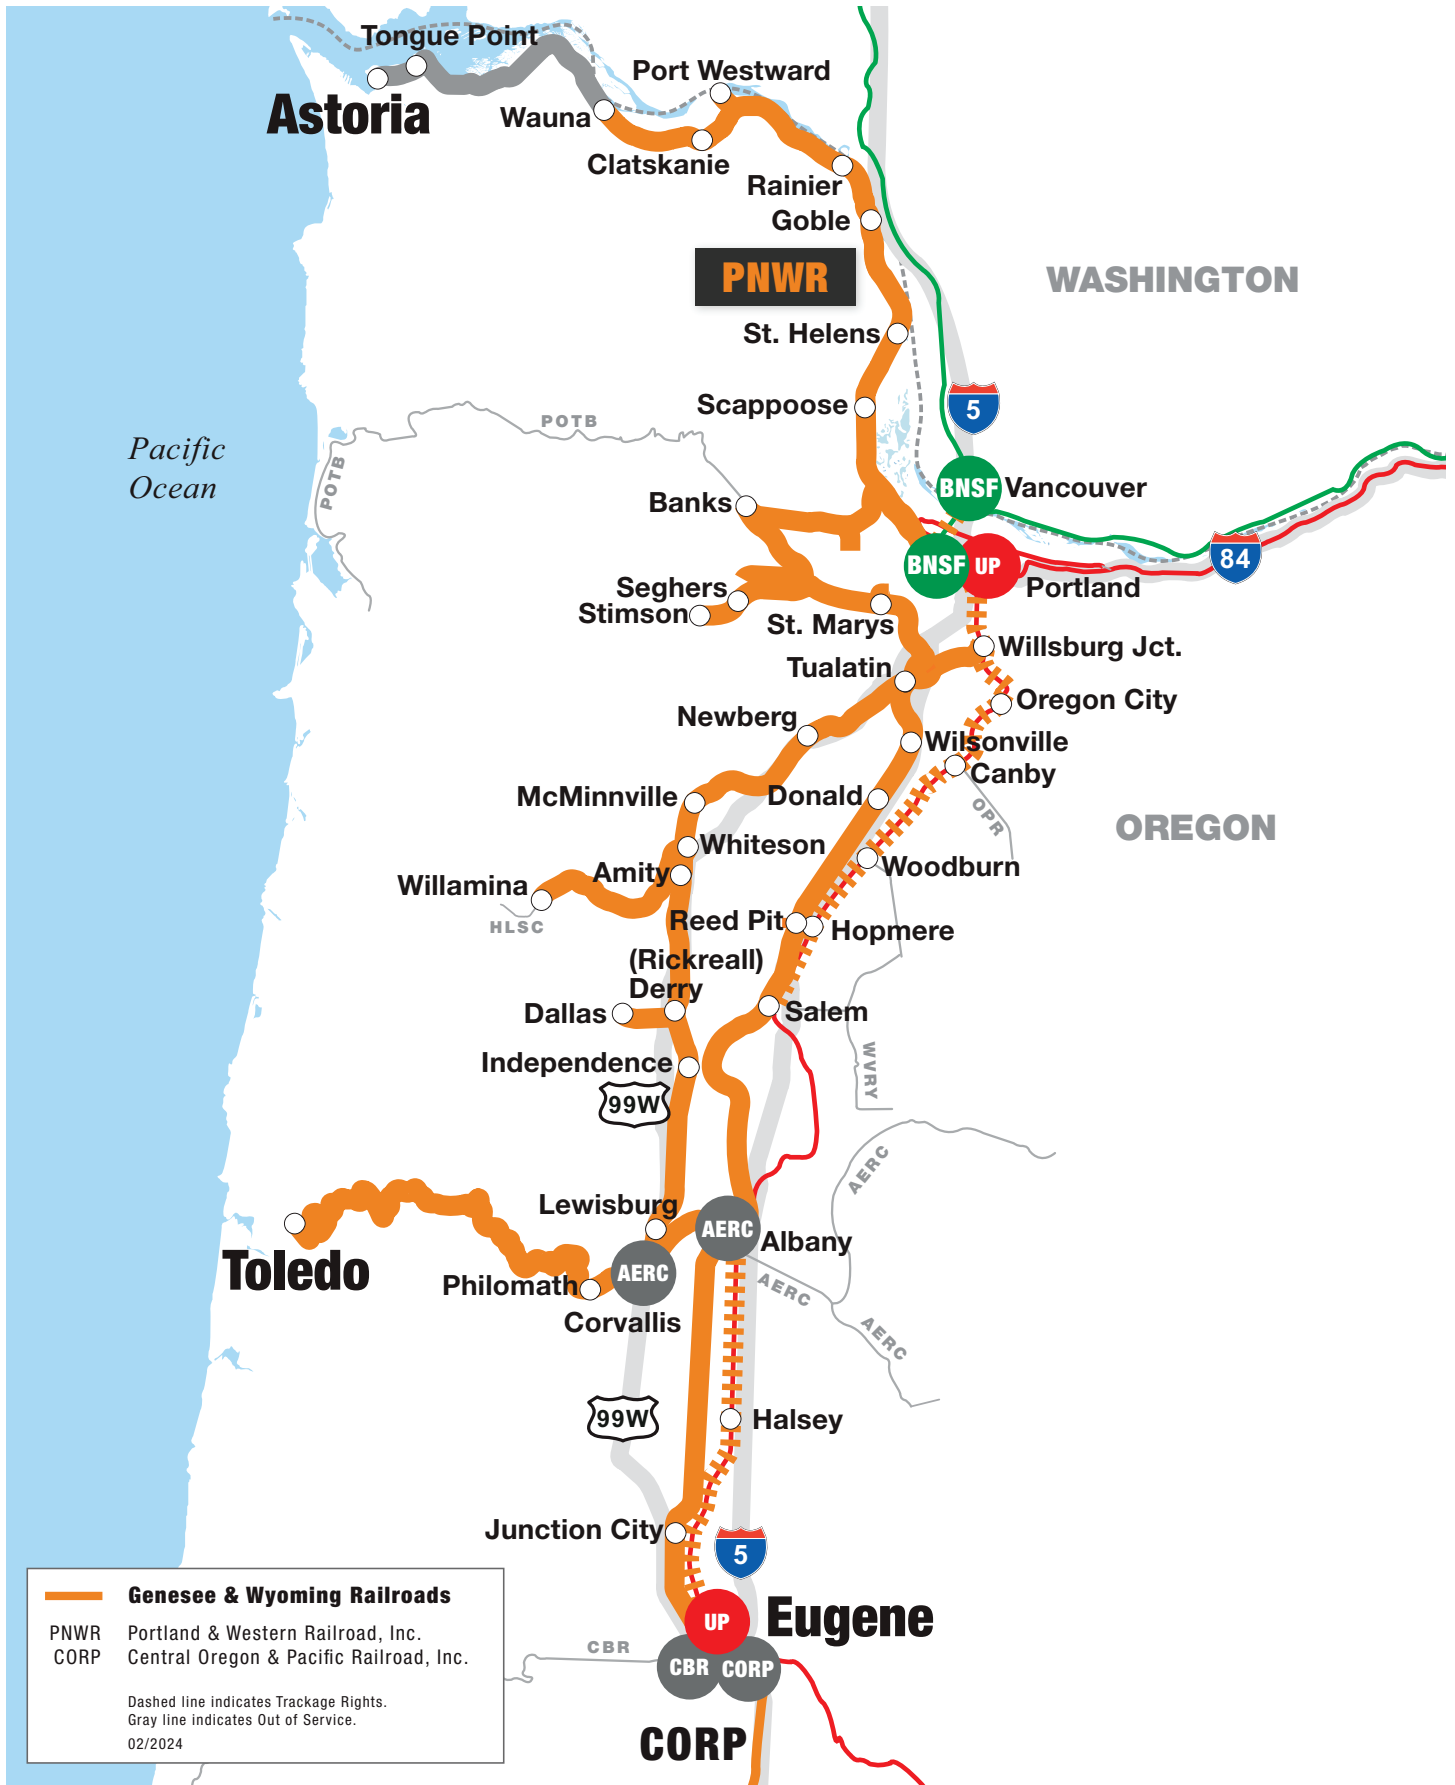 Tongue Point
Port Westward
Astoria
Wauna
Clatskanie
Rainier
Goble
PNWR
WASHINGTON
St. Helens
Scappoose
5
POTB
Pacific
Ocean
POTB
BNSF
Vancouver
Banks
BNSF
UP
84
Portland
Seghers
Stimson
St. Marys
Willsburg Jct.
Tualatin
Oregon City
Newberg
Wilsonville
Canby
McMinnville
Donald
OPR
OREGON
Whiteson
Amity
Woodburn
Willamina
HLSC
Reed Pit
Hopmere
(Rickreall)
Derry
Dallas
Salem
Independence
WVRY
99W
AERC
Lewisburg
AERC
Albany
Toledo
Philomath
AERC
AERC
Corvallis
AERC
99W
Halsey
Junction City
5
Genesee & Wyoming Railroads
PNWR Portland & Western Railroad, Inc.
CORP Central Oregon & Pacific Railroad, Inc.
Dashed line indicates Trackage Rights.
Gray line indicates Out of Service.
02/2024
UP
Eugene
CBR
CBR
CORP
CORP